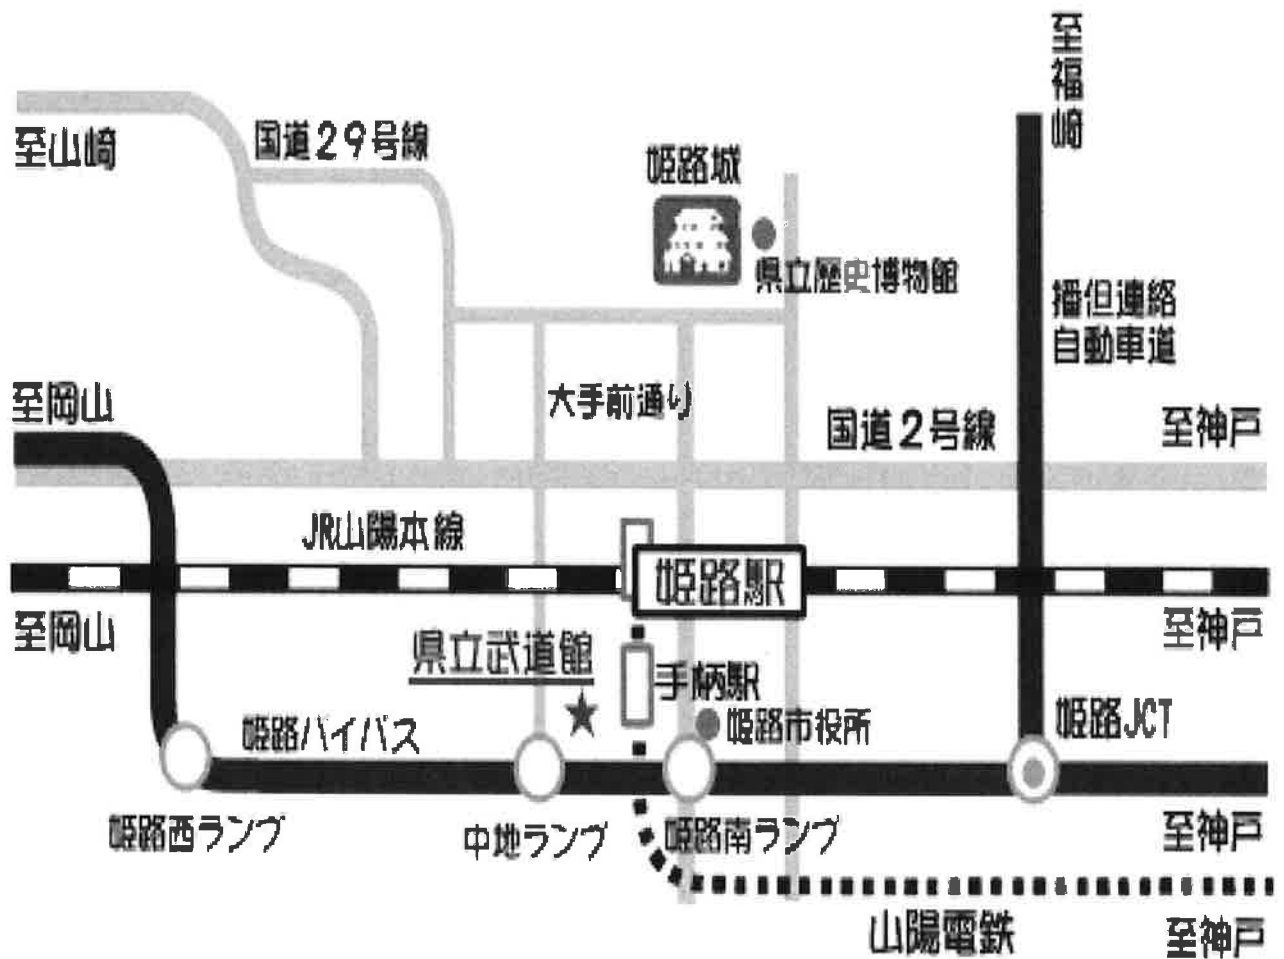 至福崎
国道29号線
至山崎
姫路城
県立歴史博物館
播但連絡
自動車道
至岡山
大手前通り
国道2号線
至神戸
JR山陽本線
姫路駅
至岡山
至神戸
県立武道館
手柄駅
姫路バイパス
姫路市役所
姫路JCT
姫路西ランプ
中地ランプ
姫路南ランプ
至神戸
山陽電鉄
至神戸